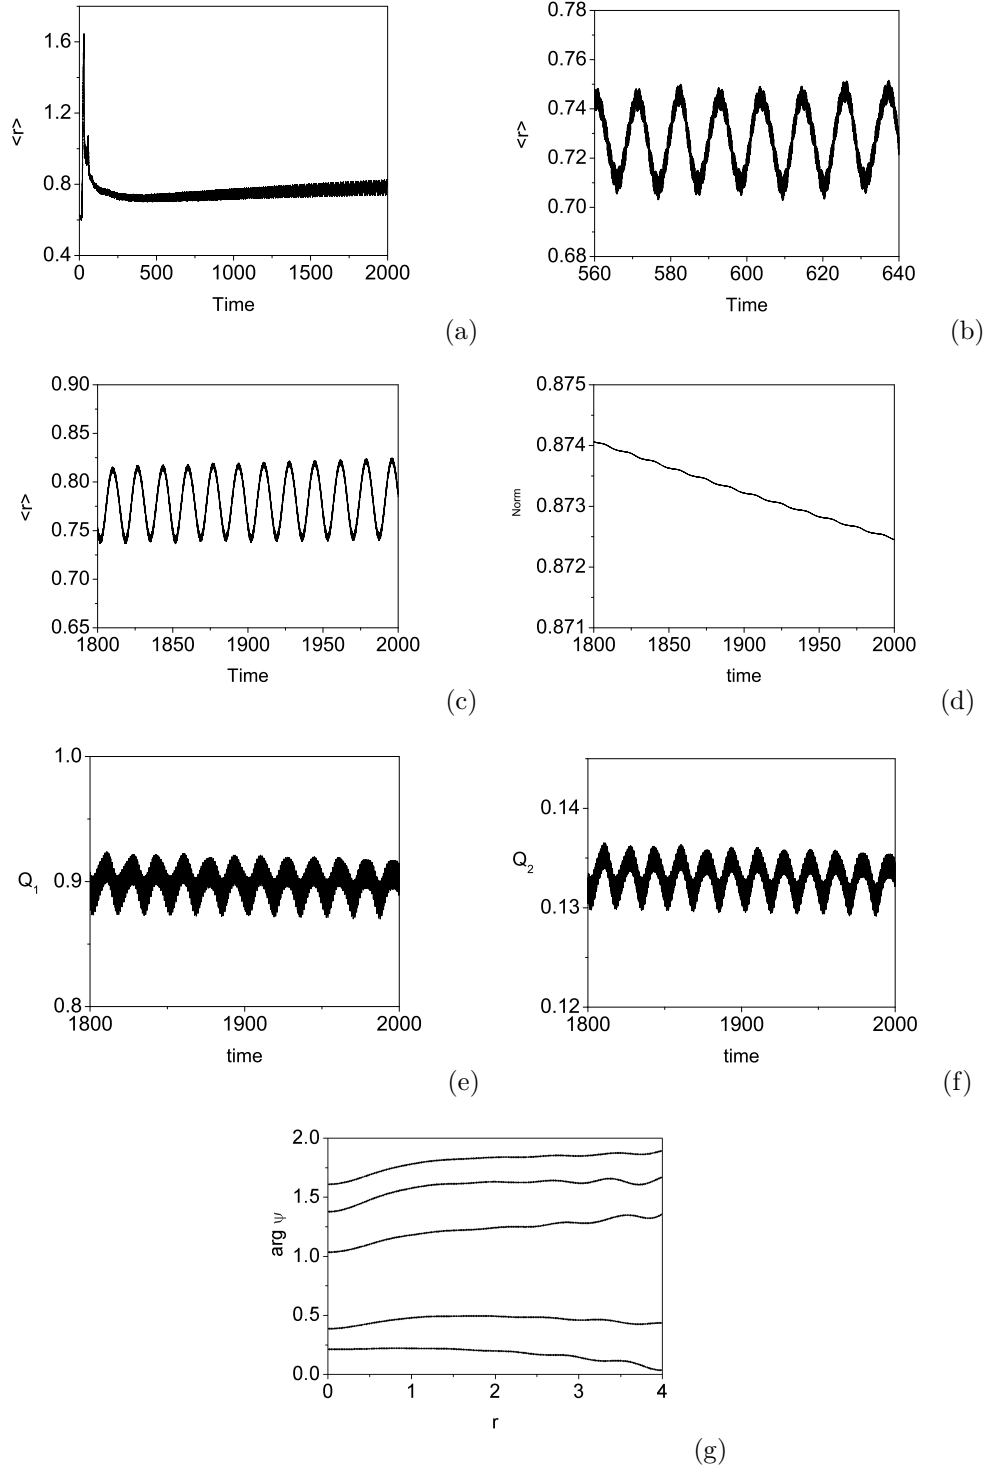 1.6
1.2
0.8
0.4
<r>
0 500 1000 1500 2000
Time
(a)
0.78
0.76
0.74
0.72
0.70
0.68
<r>
560 580 600 620 640
Time
(b)
0.90
0.85
0.80
0.75
0.70
0.65
<r>
1800 1850 1900 1950 2000
Time
(c)
0.875
0.874
0.873
0.872
0.871
Norm
1800 1850 1900 1950 2000
time
(d)
1.0
0.9
0.8
Q1
1800 1900 2000
time
(e)
0.14
0.13
0.12
Q2
1800 1900 2000
time
(f)
2.0
1.5
1.0
0.5
0.0
arg ψ
0 1 2 3 4
r
(g)